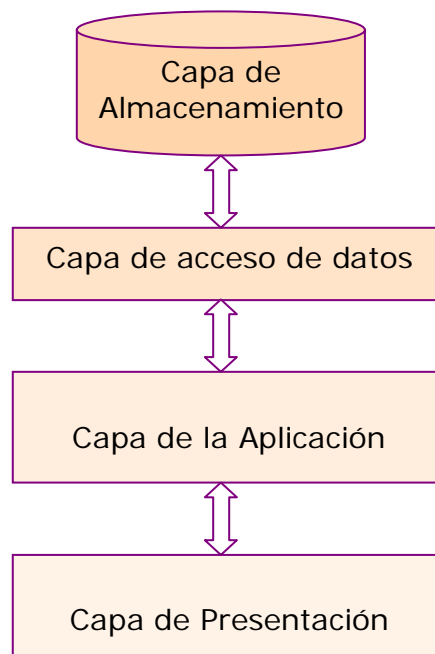 Capa de
Almacenamiento
Capa de acceso de datos
Capa de la Aplicación
Capa de Presentación